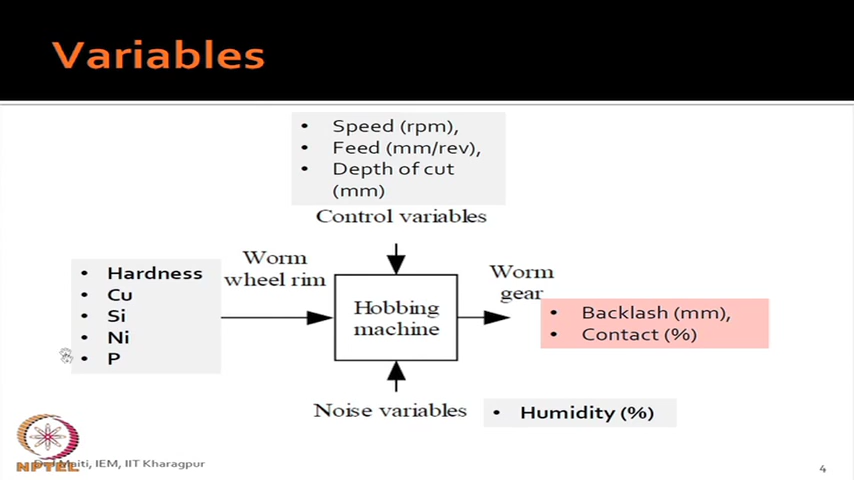 Variables
• Speed (rpm),
• Feed (mm/rev),
• Depth of cut
(mm)
Control variables
• Hardness
• Cu
• Si
• Ni
• P
Worm
wheel rim
Hobbing
machine
Worm
gear
• Backlash (mm),
• Contact (%)
Noise variables
• Humidity (%)
Maiti, IEM, IIT Kharagpur
NPTEL
4